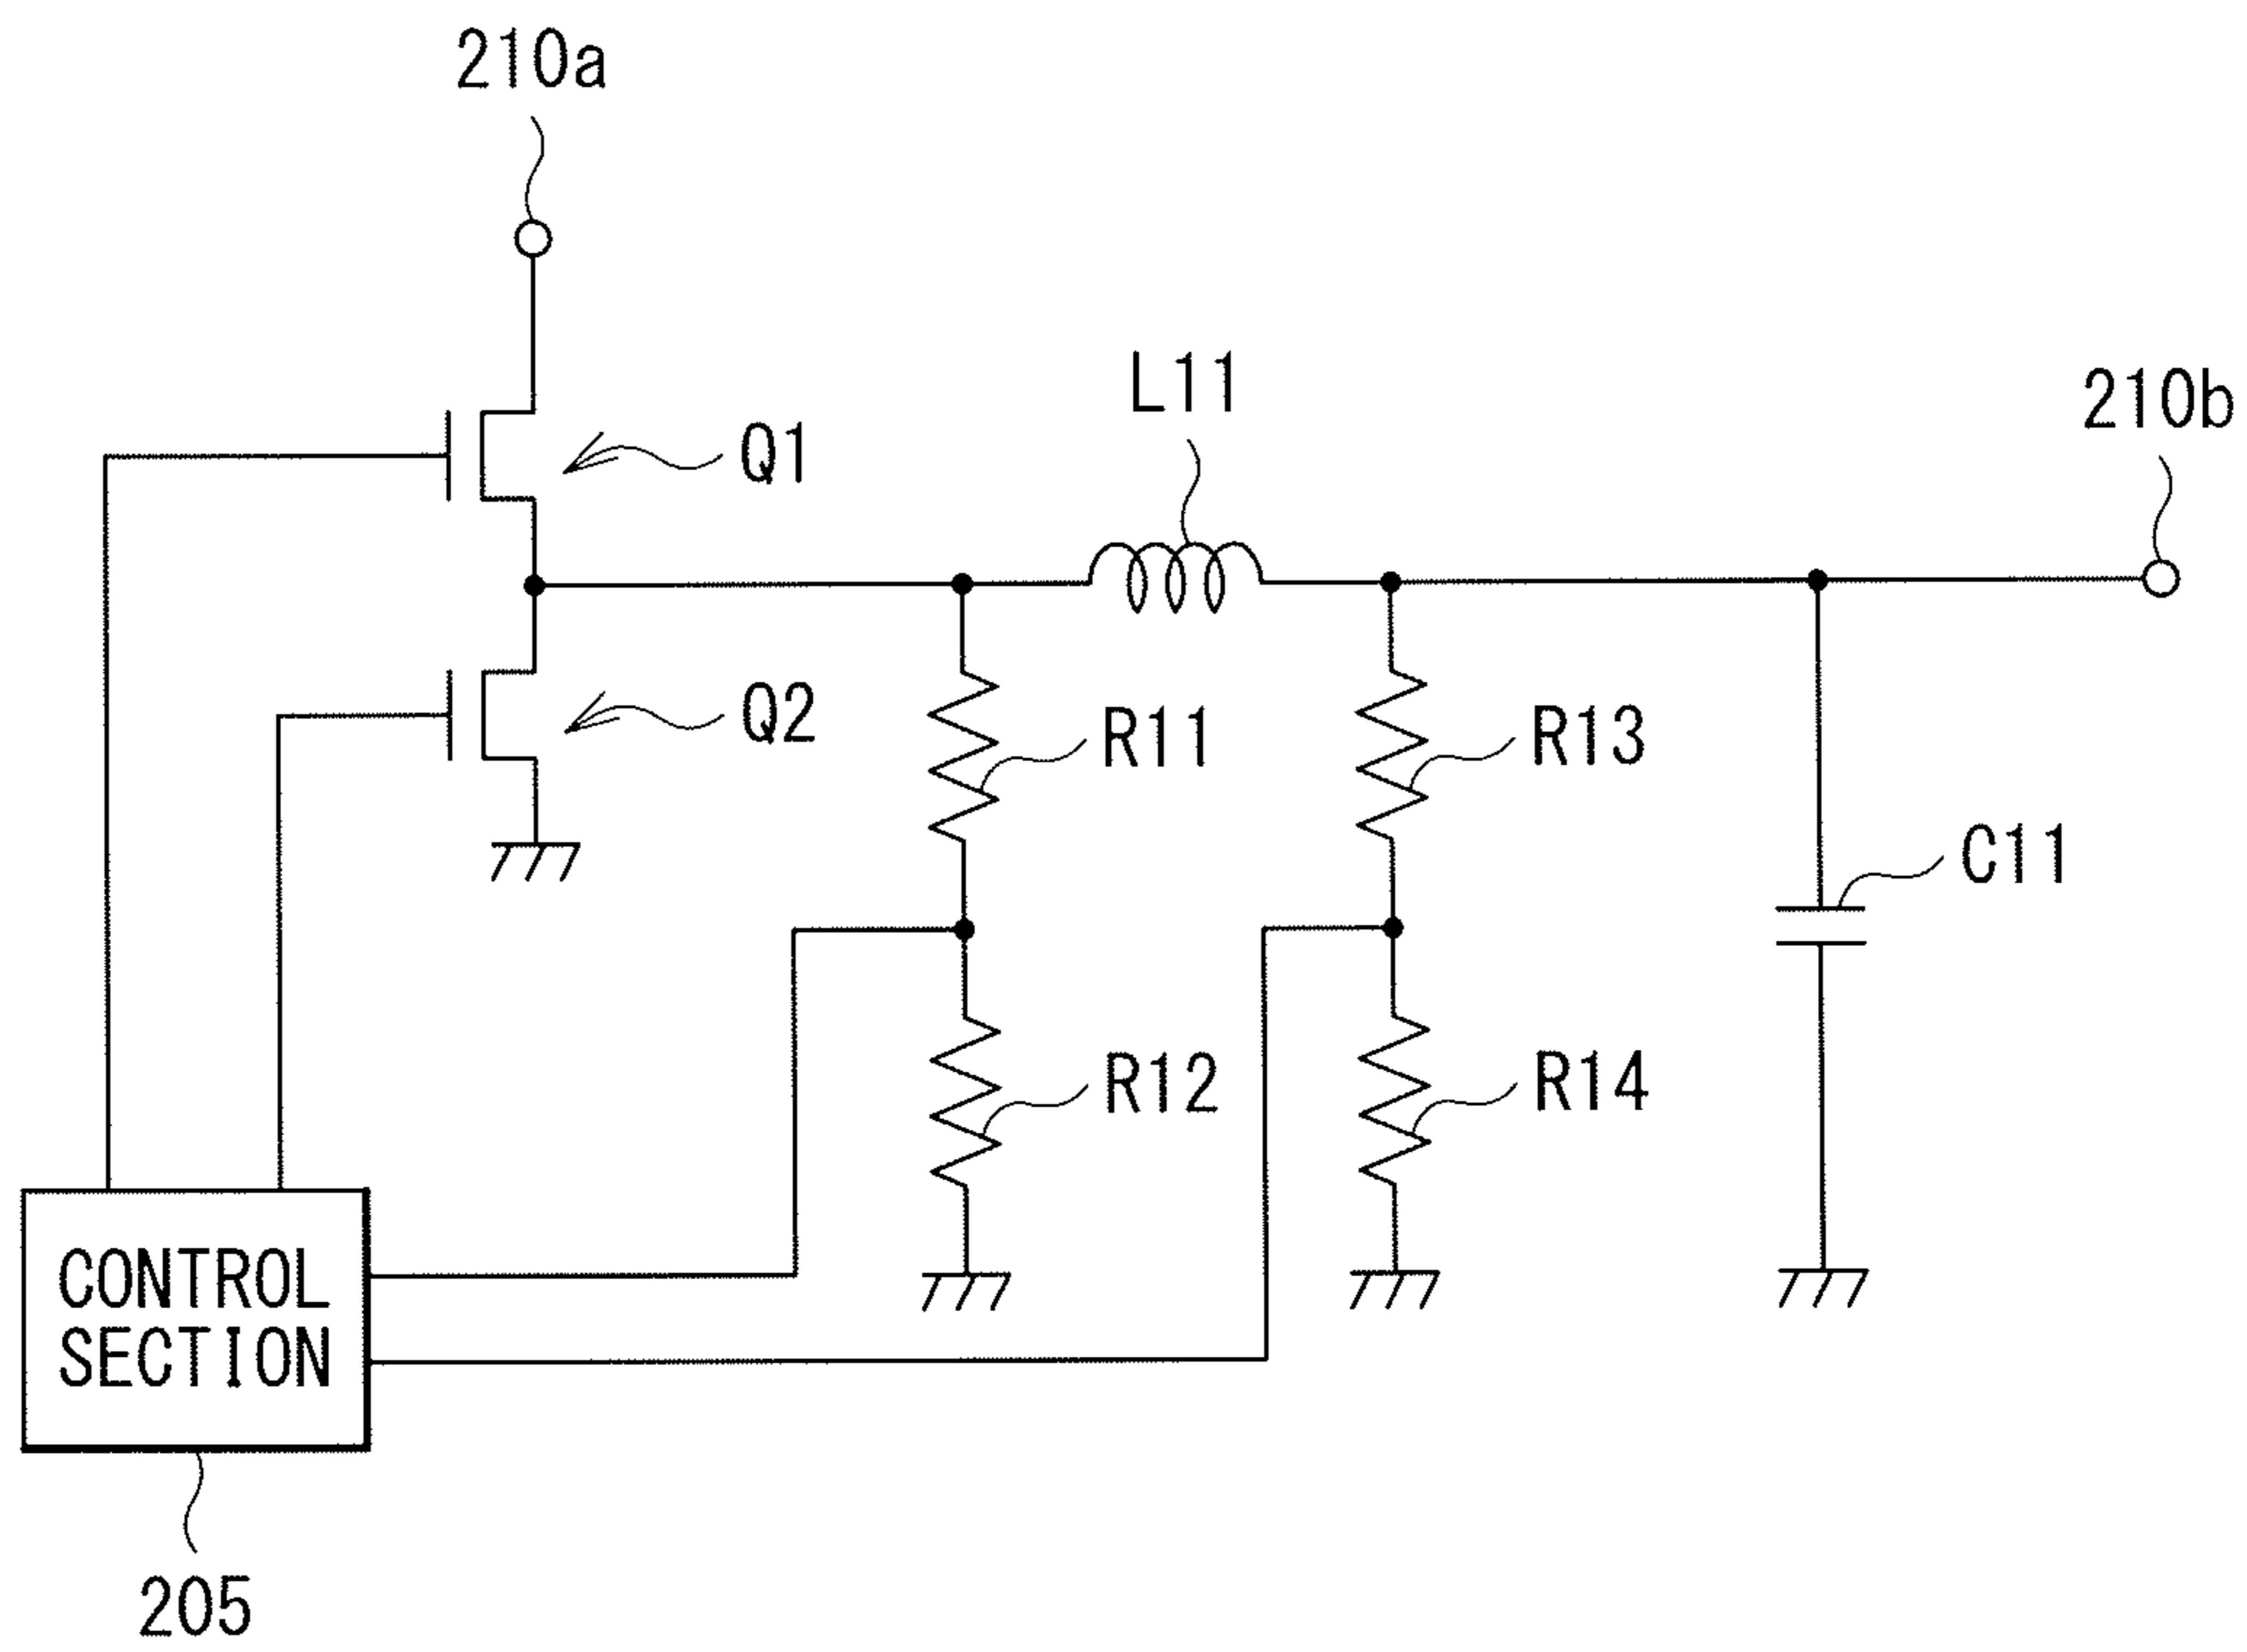 210a
L11
210b
Q1
Q2
R11
R13
C11
R12
R14
CONTROL
SECTION
205